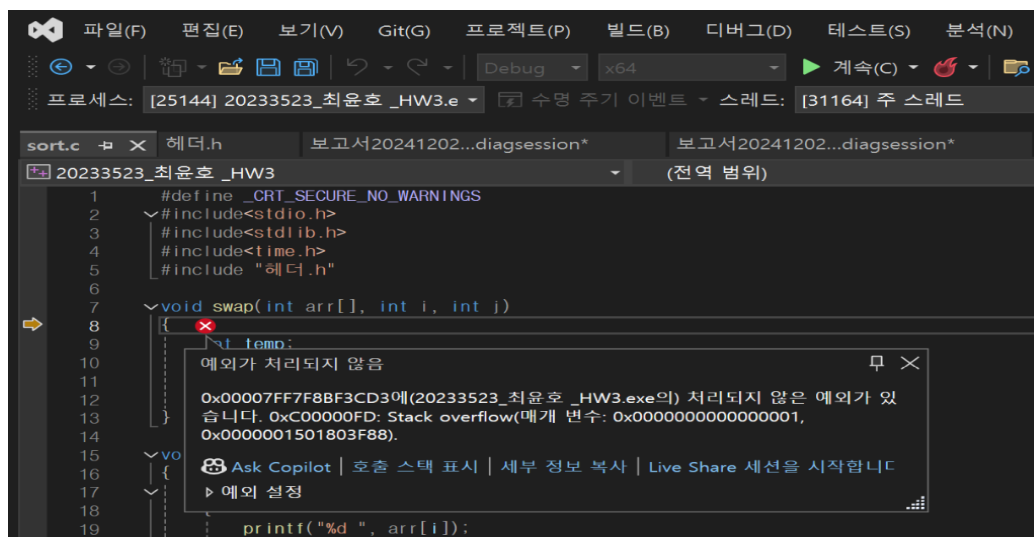 파일(F) 편집(E) 보기(V) Git(G) 프로젝트(P) 빌드(B) 디버그(D) 테스트(S) 분석(N)
Debug x64 계속(C)
프로세스: [25144] 20233523_최윤호 _HW3.e 수명 주기 이벤트 스레드: [31164] 주 스레드
sort.c 헤더.h 보고서20241202...diagsession* 보고서20241202...diagsession*
20233523_최윤호 _HW3 (전역 범위)
1 #define _CRT_SECURE_NO_WARNINGS
2 #include<stdio.h>
3 #include<stdlib.h>
4 #include<time.h>
5 #include "헤더.h"
6
7 void swap(int arr[], int i, int j)
8 {
9 temp;
10 예외가 처리되지 않음
11
12 0x00007FF7F8BF3CD3에(20233523_최윤호 _HW3.exe의) 처리되지 않은 예외가 있
13 } 습니다. 0xC00000FD: Stack overflow(매개 변수: 0x0000000000000001,
14 0x0000001501803F88).
15 vo
16 { Ask Copilot | 호출 스택 표시 | 세부 정보 복사 | Live Share 세션을 시작합니
17 예외 설정
18
19 printf("%d ", arr[i]);